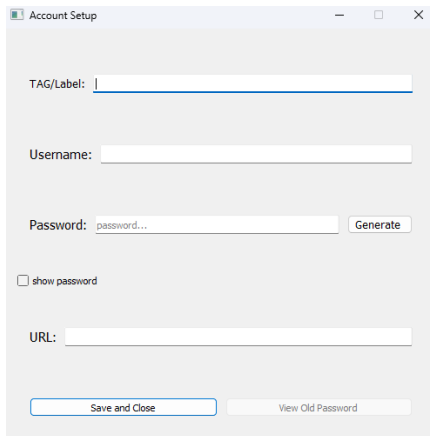 Account Setup
TAG/Label:
Username:
Password: password... Generate
show password
URL:
Save and Close View Old Password